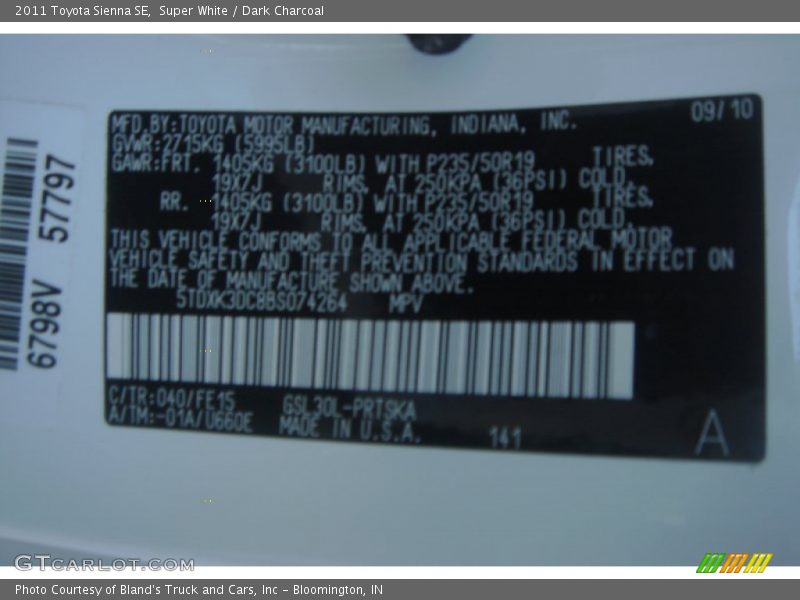 2011 Toyota Sienna SE,  Super White / Dark Charcoal
09/10
MFD.BY:TOYOTA MOTOR MANUFACTURING, INDIANA, INC.
GVWR:2715KG (5995LB)
GAWR:FRT. 1405KG (3100LB) WITH P235/50R19 TIRES,
19X7J RIMS, AT 250KPA (36PSI) COLD.
RR. 1405KG (3100LB) WITH P235/50R19 TIRES,
19X7J RIMS, AT 250KPA (36PSI) COLD.
THIS VEHICLE CONFORMS TO ALL APPLICABLE FEDERAL MOTOR
VEHICLE SAFETY AND THEFT PREVENTION STANDARDS IN EFFECT ON
THE DATE OF MANUFACTURE SHOWN ABOVE.
5TDXK3DC8BS074264 MPV
C/TR:040/FE15 GSL30L-PRTSKA
A/TM:-01A/U660E MADE IN U.S.A. 141
A
6798V 57797
GTCARLOT.COM
Photo Courtesy of Bland's Truck and Cars, Inc - Bloomington, IN